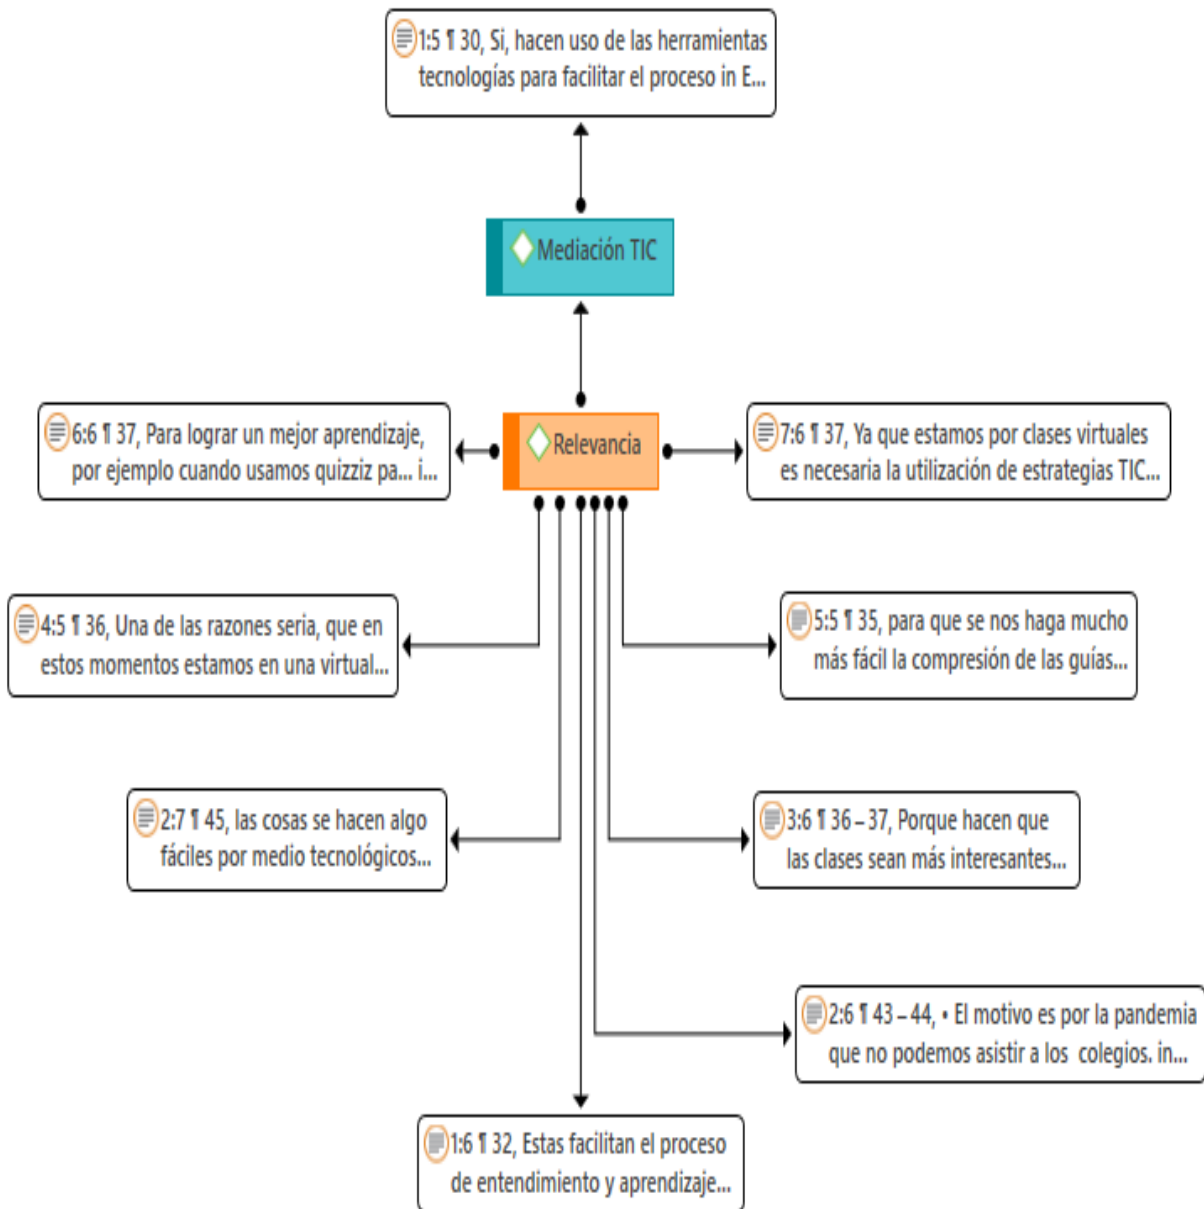 1:5 ¶ 30, Si, hacen uso de las herramientas
tecnologías para facilitar el proceso in E...
Mediación TIC
6:6 ¶ 37, Para lograr un mejor aprendizaje,
por ejemplo cuando usamos quizziz pa... i...
Relevancia
7:6 ¶ 37, Ya que estamos por clases virtuales
es necesaria la utilización de estrategias TIC...
4:5 ¶ 36, Una de las razones seria, que en
estos momentos estamos en una virtual...
5:5 ¶ 35, para que se nos haga mucho
más fácil la compresión de las guías...
2:7 ¶ 45, las cosas se hacen algo
fáciles por medio tecnológicos...
3:6 ¶ 36 – 37, Porque hacen que
las clases sean más interesantes...
2:6 ¶ 43 – 44, • El motivo es por la pandemia
que no podemos asistir a los colegios. in...
1:6 ¶ 32, Estas facilitan el proceso
de entendimiento y aprendizaje...